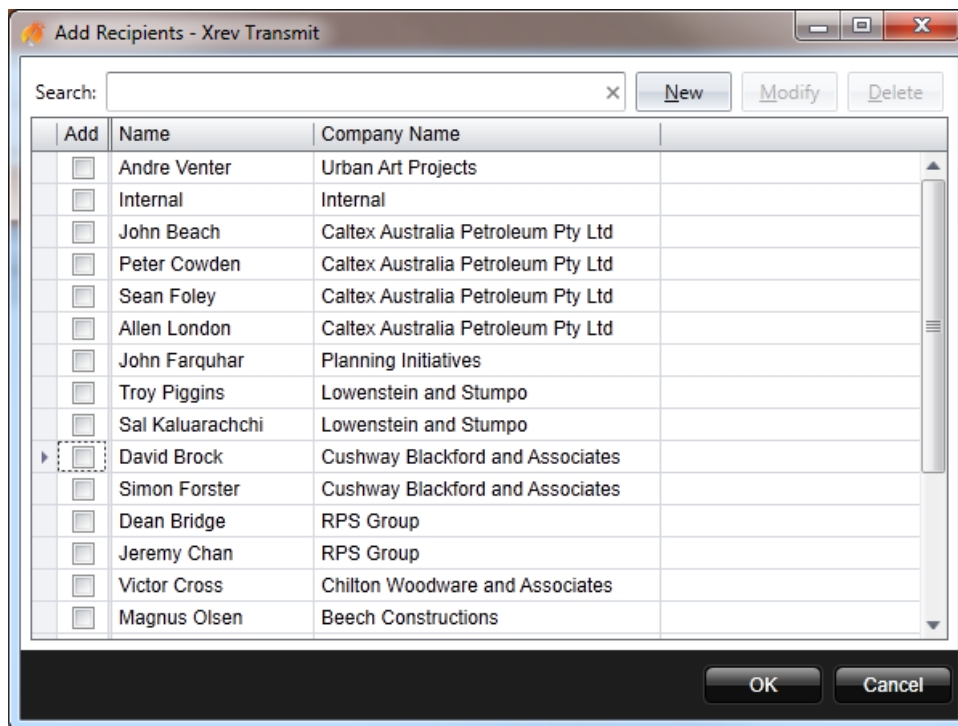 Add Recipients - Xrev Transmit
Search: New Modify Delete
Add Name Company Name
Andre Venter Urban Art Projects
Internal Internal
John Beach Caltex Australia Petroleum Pty Ltd
Peter Cowden Caltex Australia Petroleum Pty Ltd
Sean Foley Caltex Australia Petroleum Pty Ltd
Allen London Caltex Australia Petroleum Pty Ltd
John Farquhar Planning Initiatives
Troy Piggins Lowenstein and Stumpo
Sal Kaluarachchi Lowenstein and Stumpo
David Brock Cushway Blackford and Associates
Simon Forster Cushway Blackford and Associates
Dean Bridge RPS Group
Jeremy Chan RPS Group
Victor Cross Chilton Woodware and Associates
Magnus Olsen Beech Constructions
OK Cancel